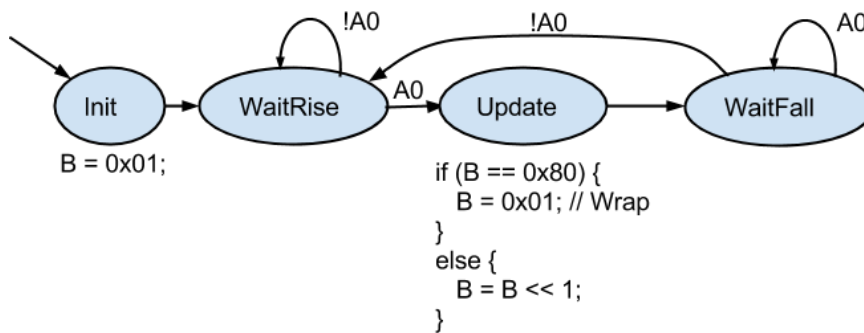 !A0
!A0
A0
Init
WaitRise
A0
Update
WaitFall
B = 0x01;
if (B == 0x80) {
B = 0x01; // Wrap
}
else {
B = B << 1;
}